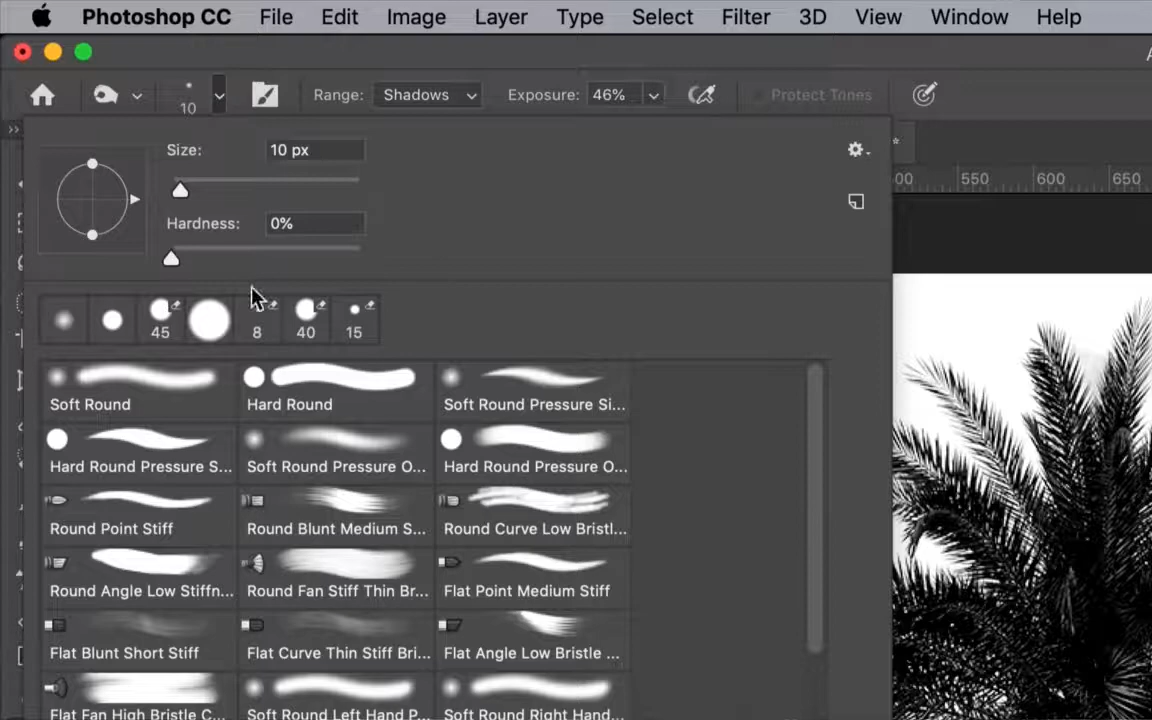 Photoshop CC File Edit Image Layer Type Select Filter 3D View Window Help
10 Range: Shadows Exposure: 46% Protect Tones
Size: 10 px
*
550 600 650
Hardness: 0%
45 8 40 15
Soft Round Hard Round Soft Round Pressure Si...
Hard Round Pressure S... Soft Round Pressure O... Hard Round Pressure O...
Round Point Stiff Round Blunt Medium S... Round Curve Low Bristl...
Round Angle Low Stiffn... Round Fan Stiff Thin Br... Flat Point Medium Stiff
Flat Blunt Short Stiff Flat Curve Thin Stiff Bri... Flat Angle Low Bristle ...
Flat Fan High Bristle C... Soft Round Left Hand P... Soft Round Right Hand...